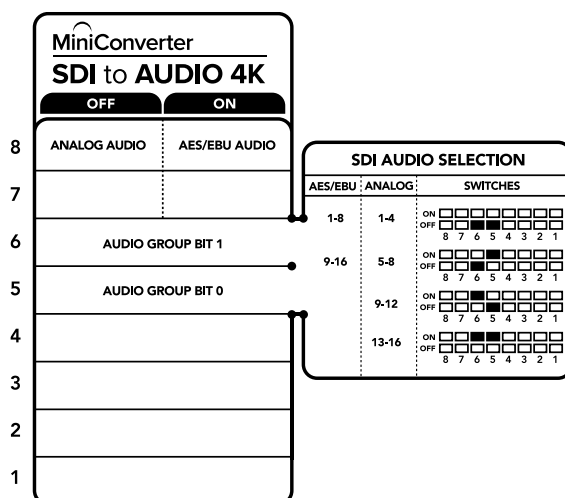 MiniConverter
SDI to AUDIO 4K
OFF ON
8 ANALOG AUDIO AES/EBU AUDIO
7
6 AUDIO GROUP BIT 1
5 AUDIO GROUP BIT 0
4
3
2
1
SDI AUDIO SELECTION
AES/EBU ANALOG SWITCHES
1-8 1-4 ON
OFF
8 7 6 5 4 3 2 1
9-16 5-8 ON
OFF
8 7 6 5 4 3 2 1
9-12 ON
OFF
8 7 6 5 4 3 2 1
13-16 ON
OFF
8 7 6 5 4 3 2 1